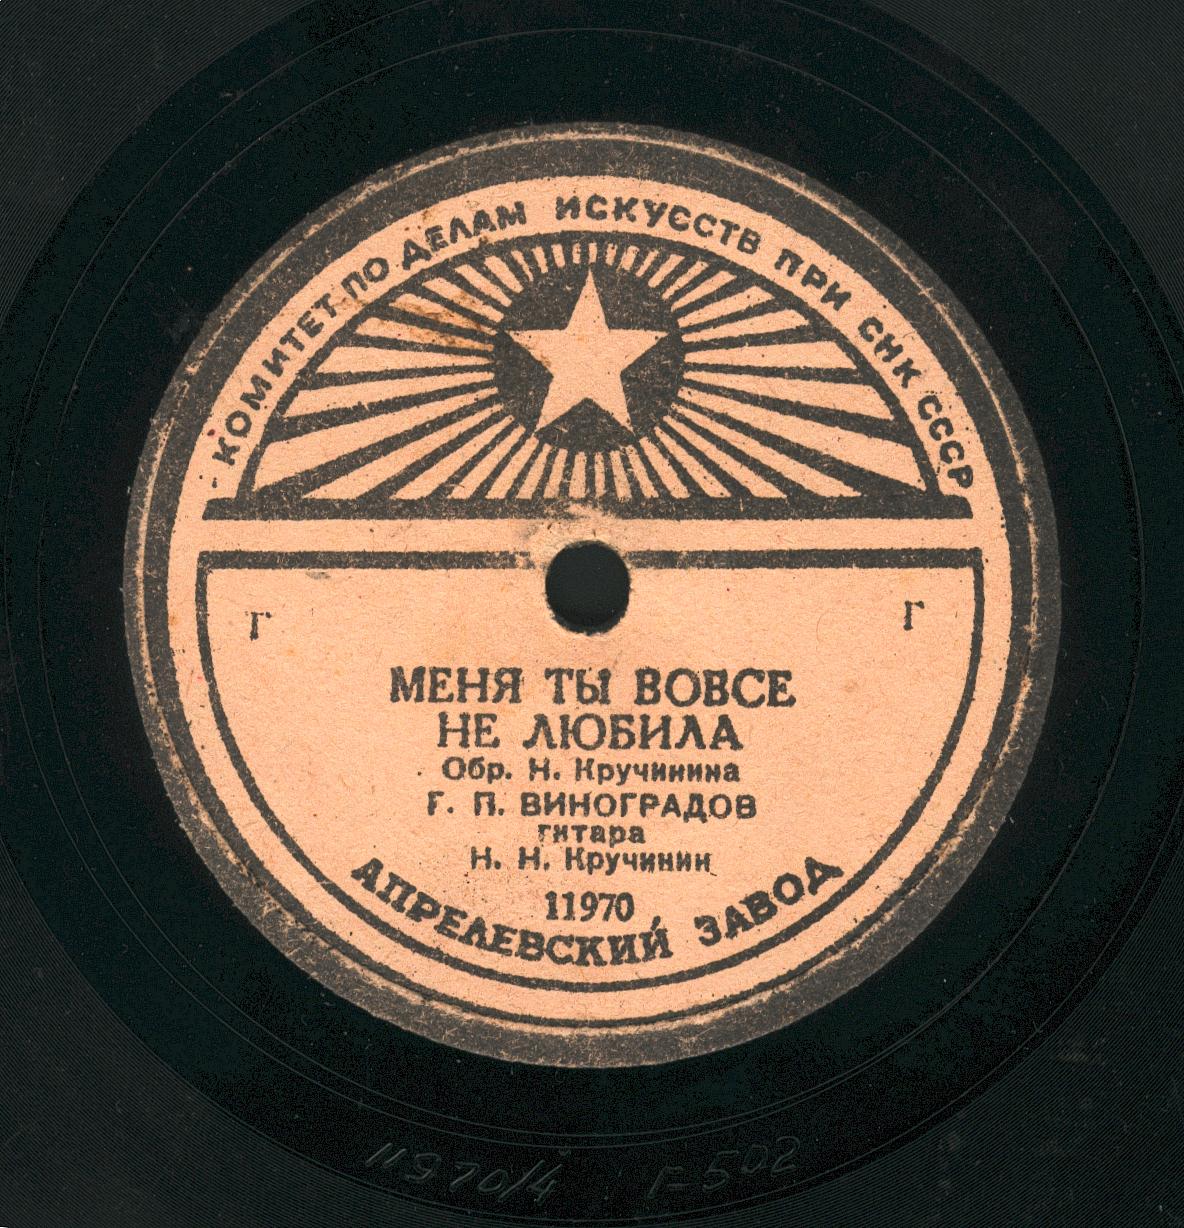 КОМИТЕТ ПО ДЕЛАМ ИСКУССТВ ПРИ СНК СССР
Г Г
МЕНЯ ТЫ ВОВСЕ
НЕ ЛЮБИЛА
Обр. Н. Кручинина
Г. П. ВИНОГРАДОВ
гитара
Н. Н. Кручинин
11970
АПРЕЛЕВСКИЙ ЗАВОД
11970/4 Г-502